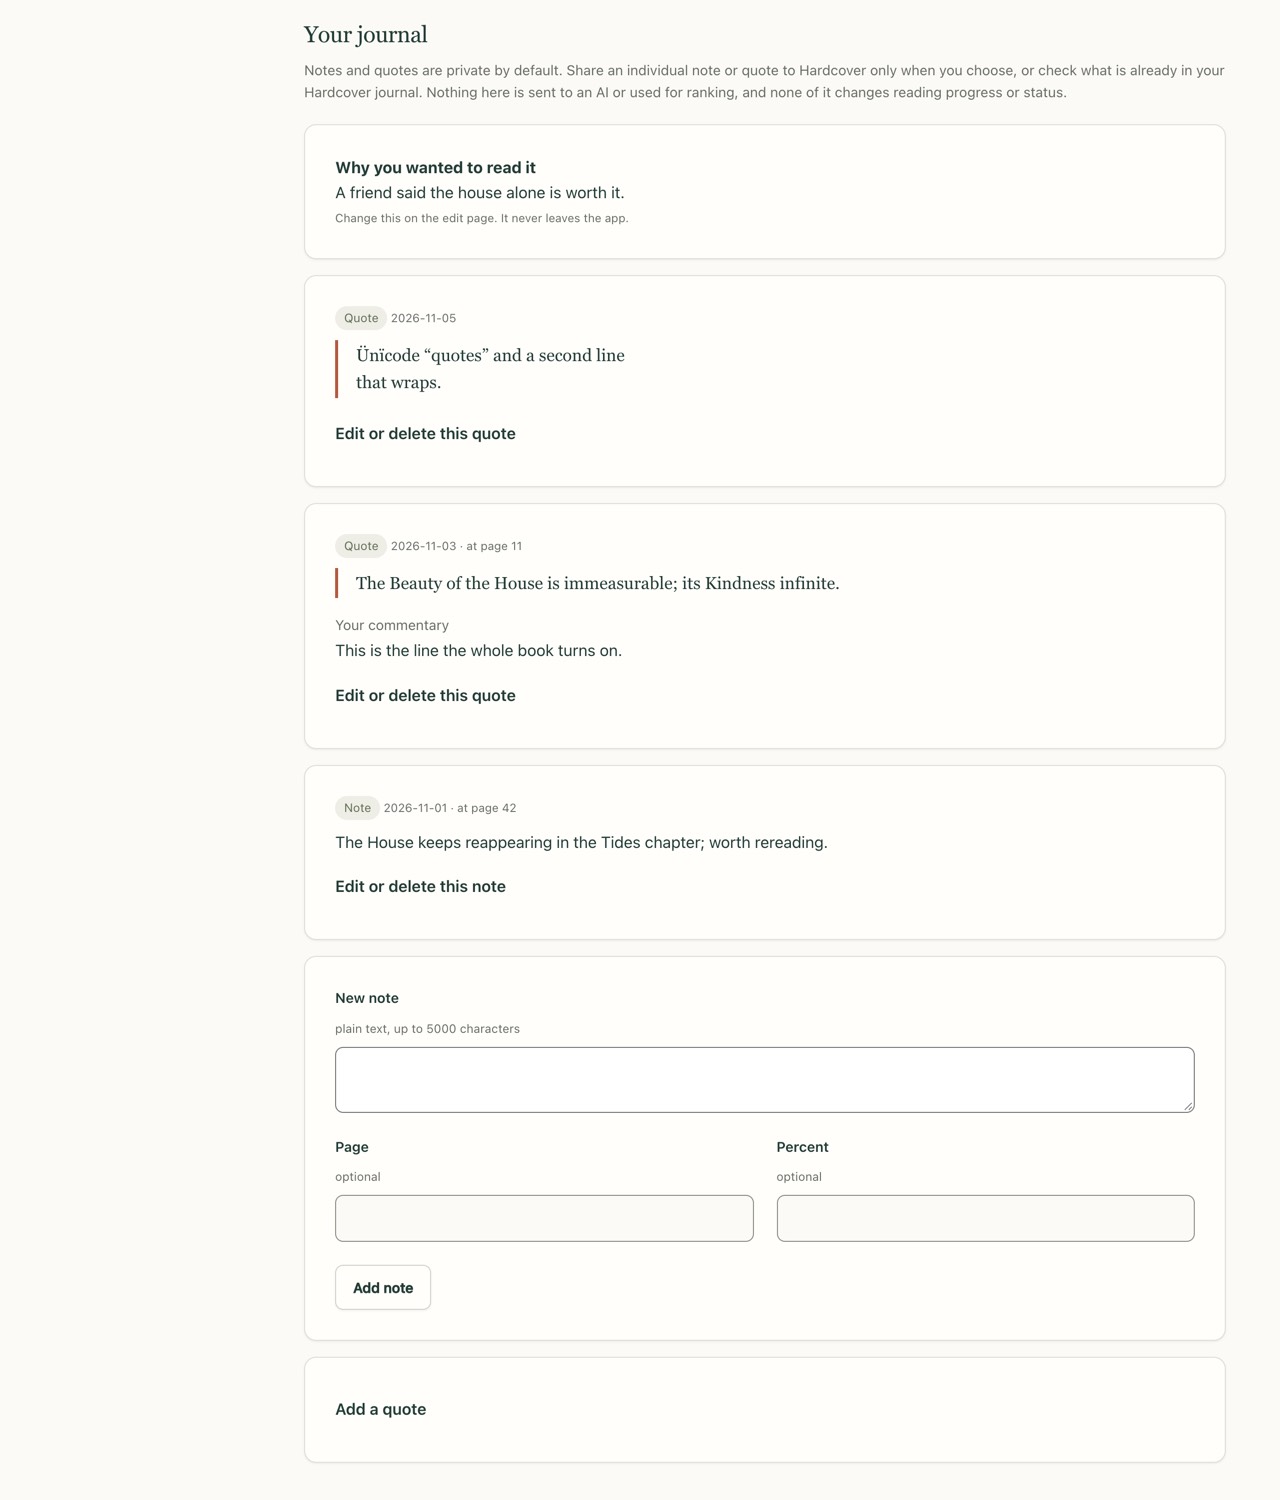 Your journal
Notes and quotes are private by default. Share an individual note or quote to Hardcover only when you choose, or check what is already in your
Hardcover journal. Nothing here is sent to an AI or used for ranking, and none of it changes reading progress or status.
Why you wanted to read it
A friend said the house alone is worth it.
Change this on the edit page. It never leaves the app.
Quote 2026-11-05
Ünïcode “quotes” and a second line
that wraps.
Edit or delete this quote
Quote 2026-11-03 · at page 11
The Beauty of the House is immeasurable; its Kindness infinite.
Your commentary
This is the line the whole book turns on.
Edit or delete this quote
Note 2026-11-01 · at page 42
The House keeps reappearing in the Tides chapter; worth rereading.
Edit or delete this note
New note
plain text, up to 5000 characters
Page Percent
optional optional
Add note
Add a quote